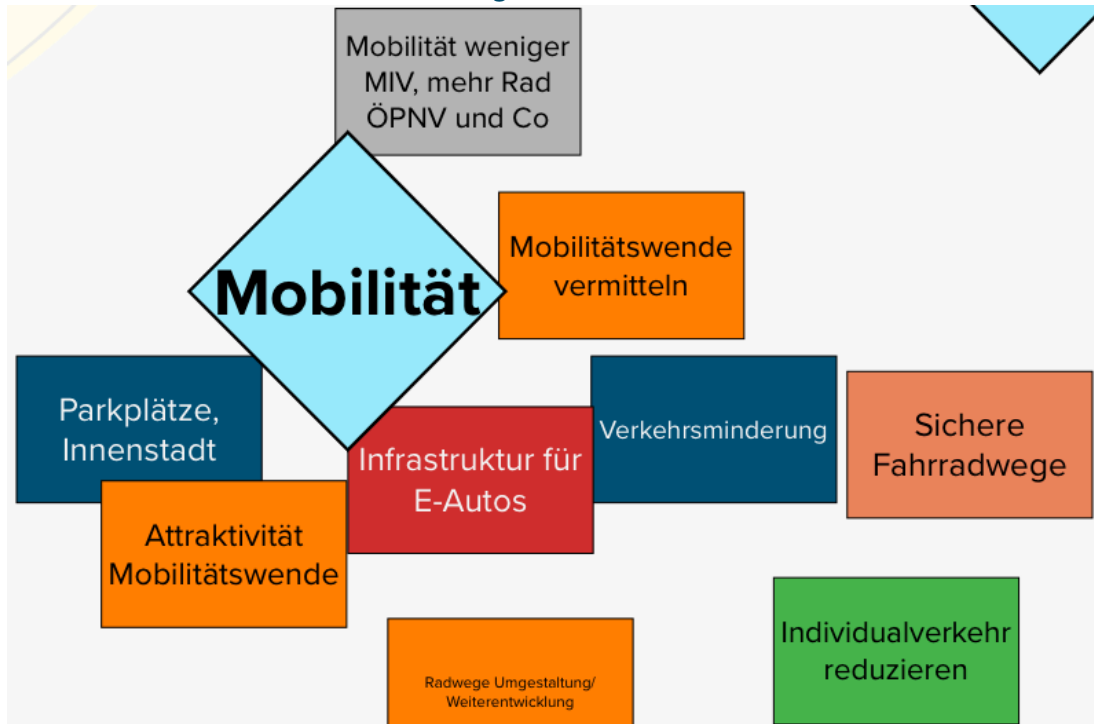 Mobilität weniger
MIV, mehr Rad
ÖPNV und Co
Mobilitätswende
vermitteln
Mobilität
Parkplätze,
Innenstadt
Infrastruktur für
E-Autos
Verkehrsminderung
Sichere
Fahrradwege
Attraktivität
Mobilitätswende
Individualverkehr
reduzieren
Radwege Umgestaltung/
Weiterentwicklung